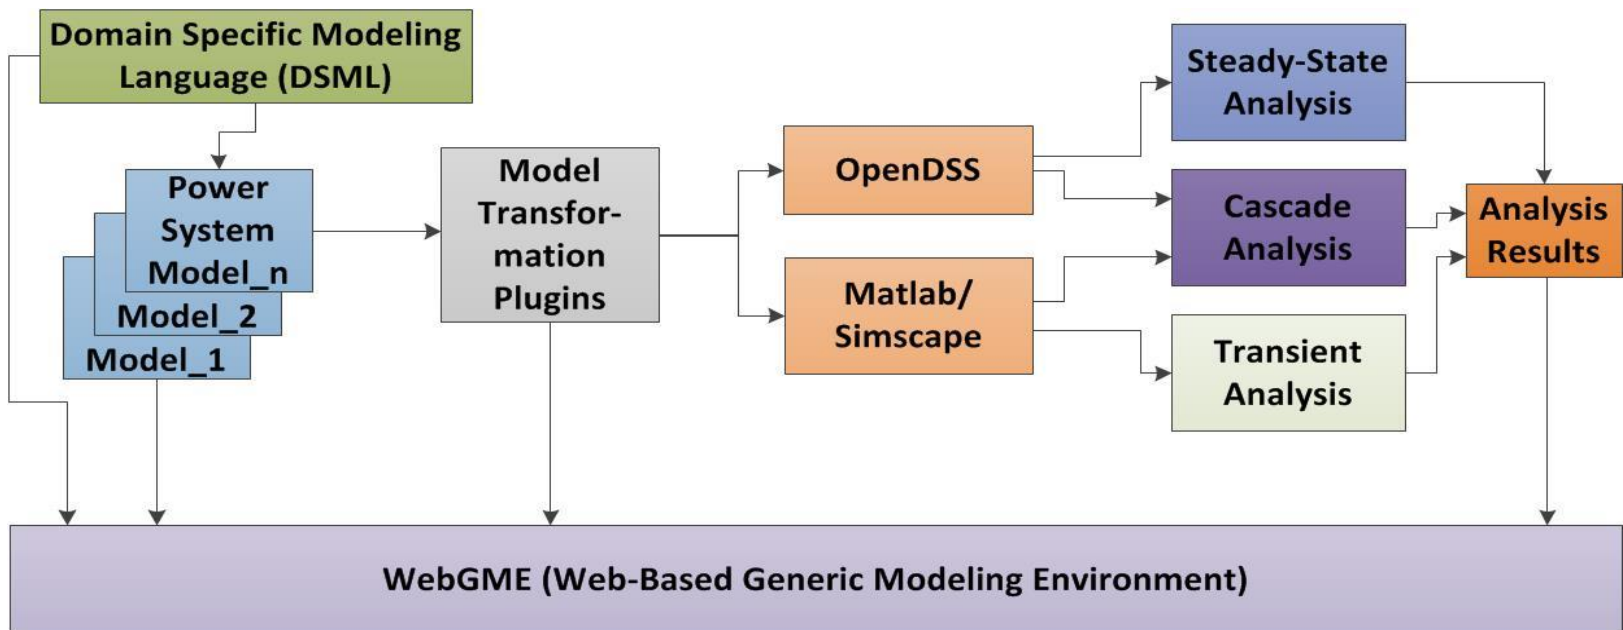 Domain Specific Modeling
Language (DSML)
Power
System
Model_n
Model_2
Model_1
Model
Transfor-
mation
Plugins
OpenDSS
Matlab/
Simscape
Steady-State
Analysis
Cascade
Analysis
Transient
Analysis
Analysis
Results
WebGME (Web-Based Generic Modeling Environment)